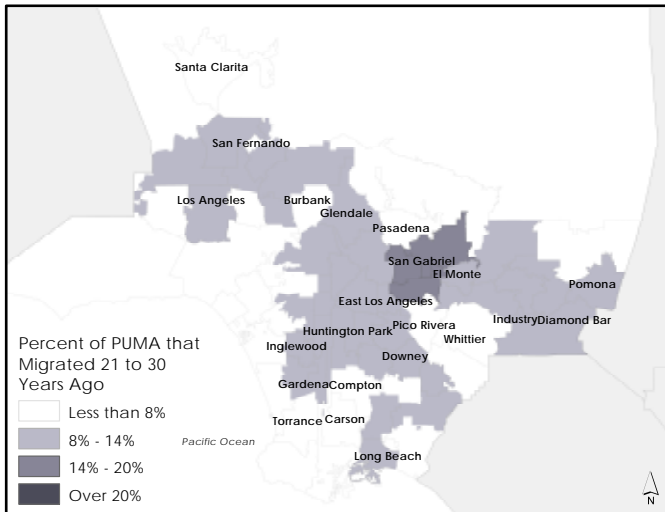 Santa Clarita
San Fernando
Los Angeles
Burbank
Glendale
Pasadena
San Gabriel
El Monte
Pomona
East Los Angeles
Industry
Diamond Bar
Huntington Park
Pico Rivera
Whittier
Inglewood
Downey
Gardena
Compton
Torrance
Carson
Pacific Ocean
Long Beach
Percent of PUMA that
Migrated 21 to 30
Years Ago
Less than 8%
8% - 14%
14% - 20%
Over 20%
N